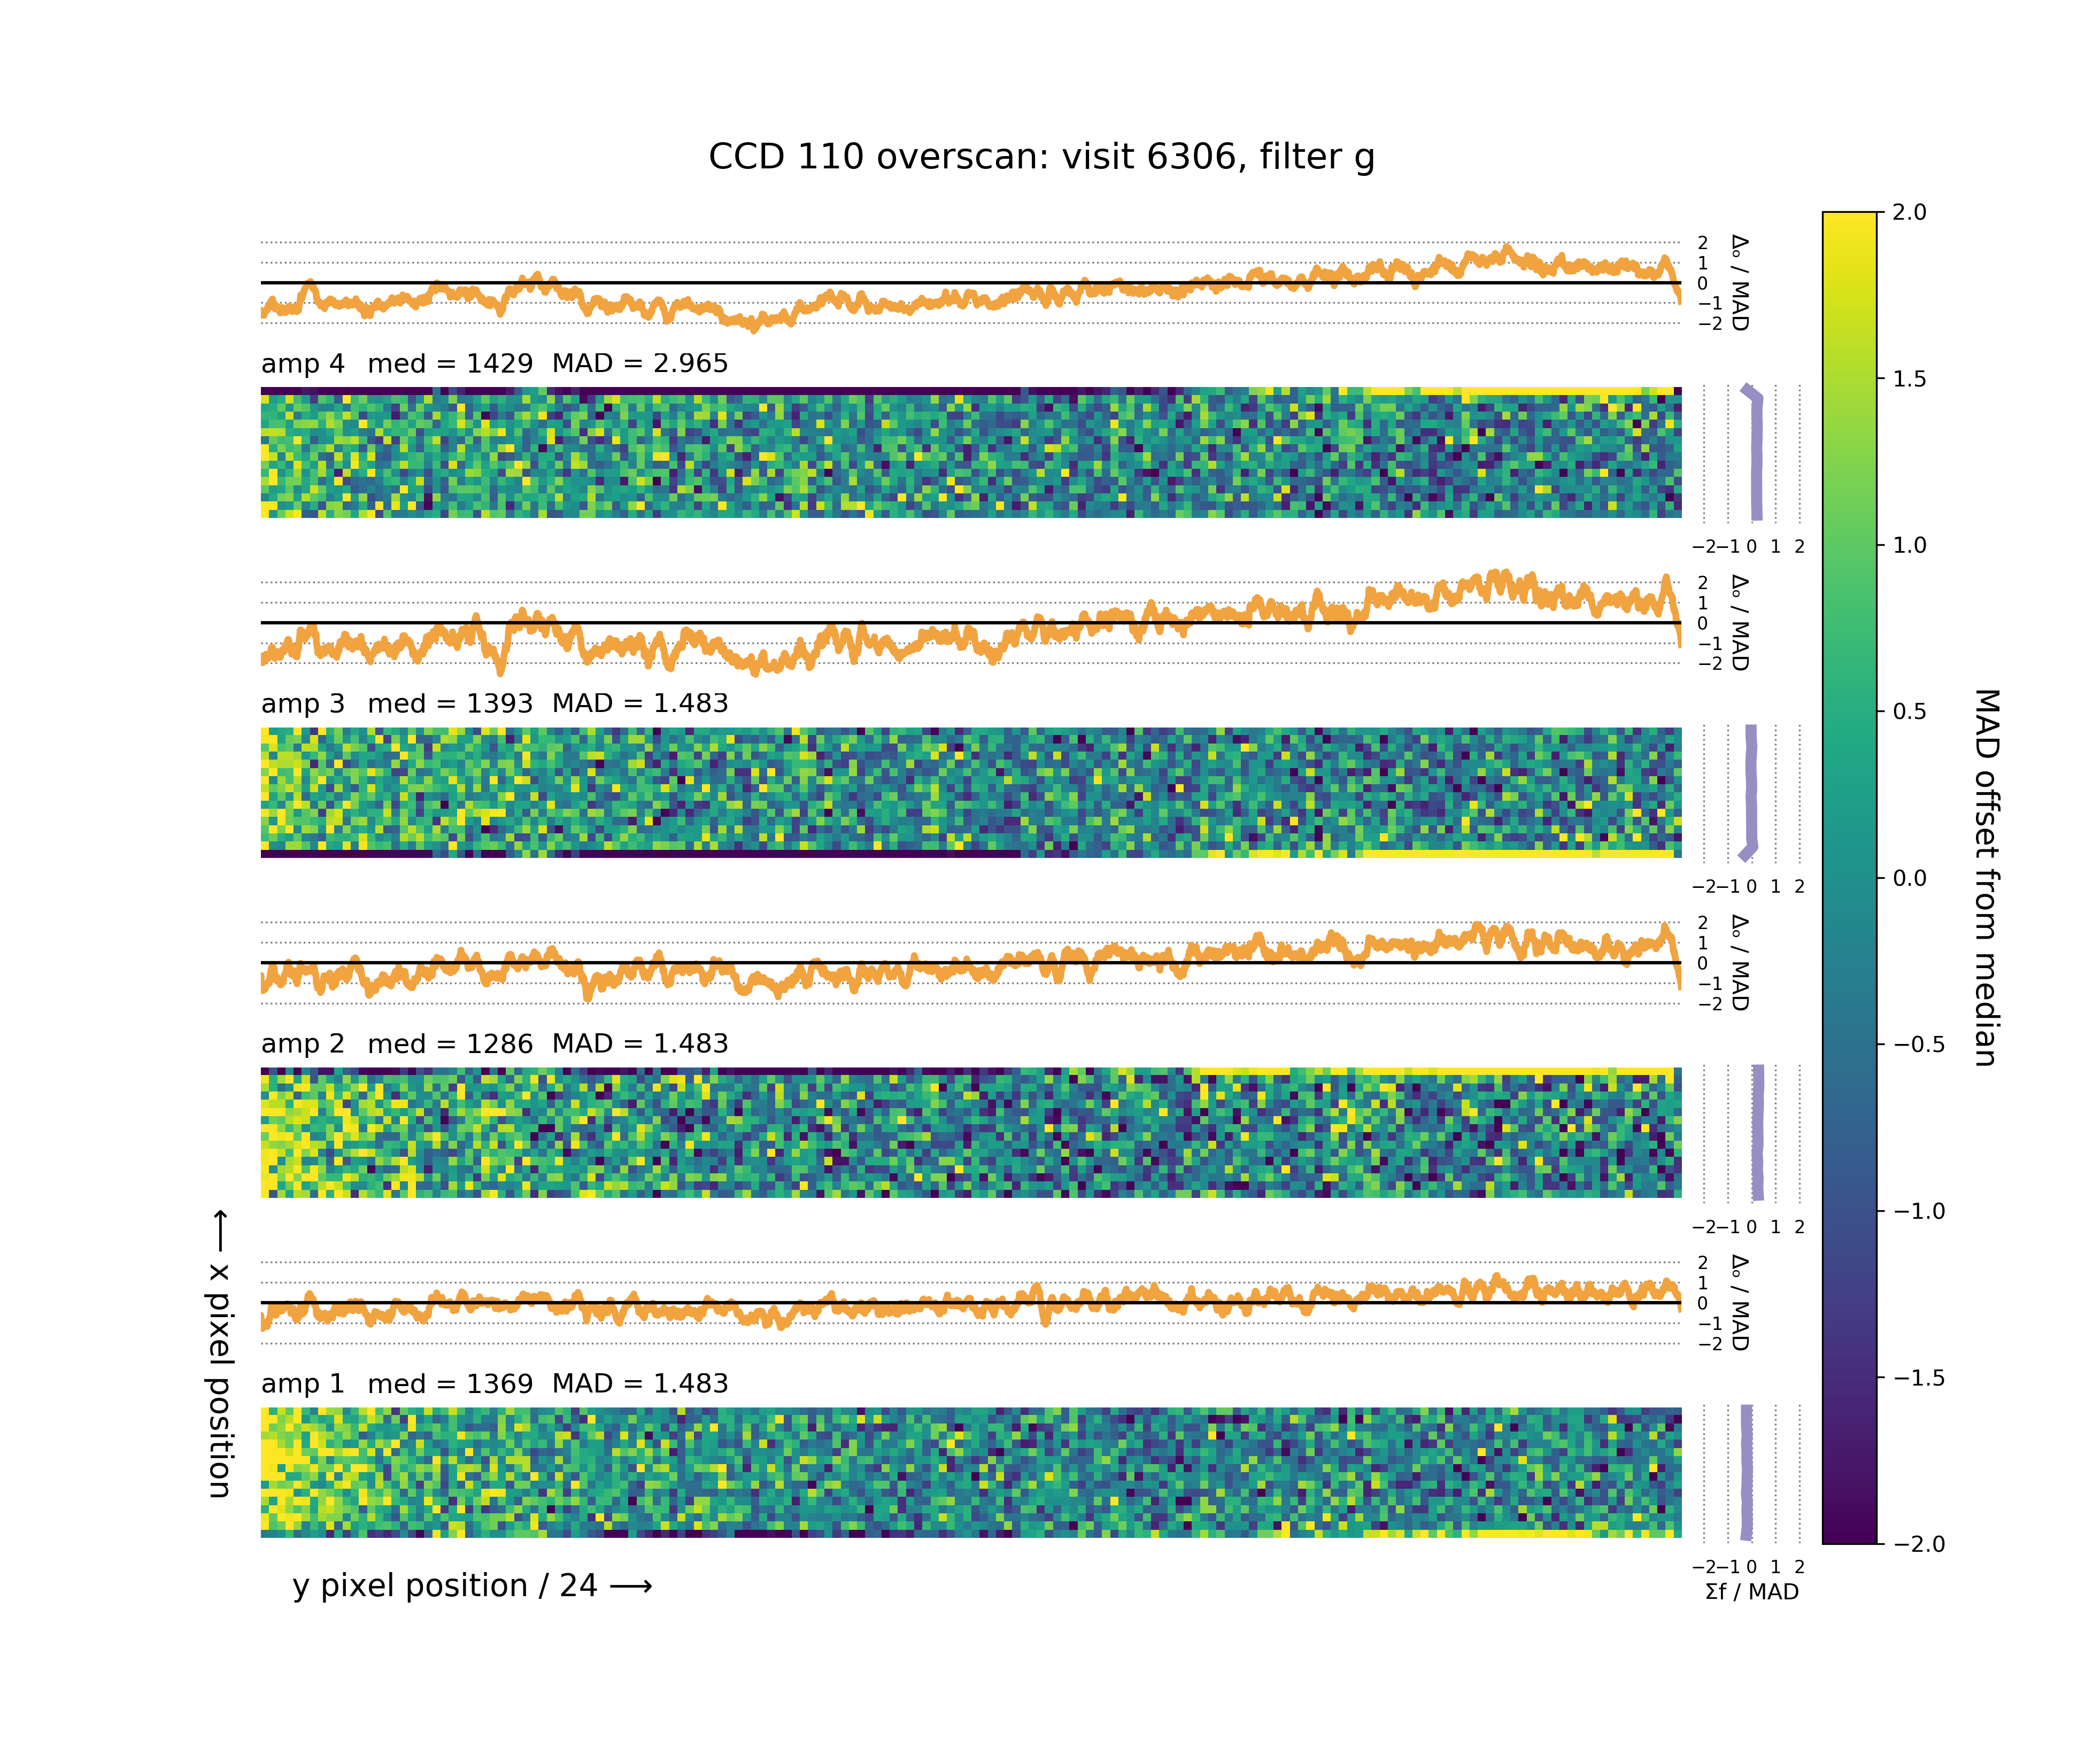 CCD 110 overscan: visit 6306, filter g
2
1
0
−1
−2
Δₒ / MAD
amp 4 med = 1429 MAD = 2.965
−2 −1 0 1 2
2
1
0
−1
−2
Δₒ / MAD
amp 3 med = 1393 MAD = 1.483
−2 −1 0 1 2
2
1
0
−1
−2
Δₒ / MAD
amp 2 med = 1286 MAD = 1.483
−2 −1 0 1 2
2
1
0
−1
−2
Δₒ / MAD
amp 1 med = 1369 MAD = 1.483
−2 −1 0 1 2
Σf / MAD
y pixel position / 24 ⟶
⟵ x pixel position
2.0
1.5
1.0
0.5
0.0
−0.5
−1.0
−1.5
−2.0
MAD offset from median